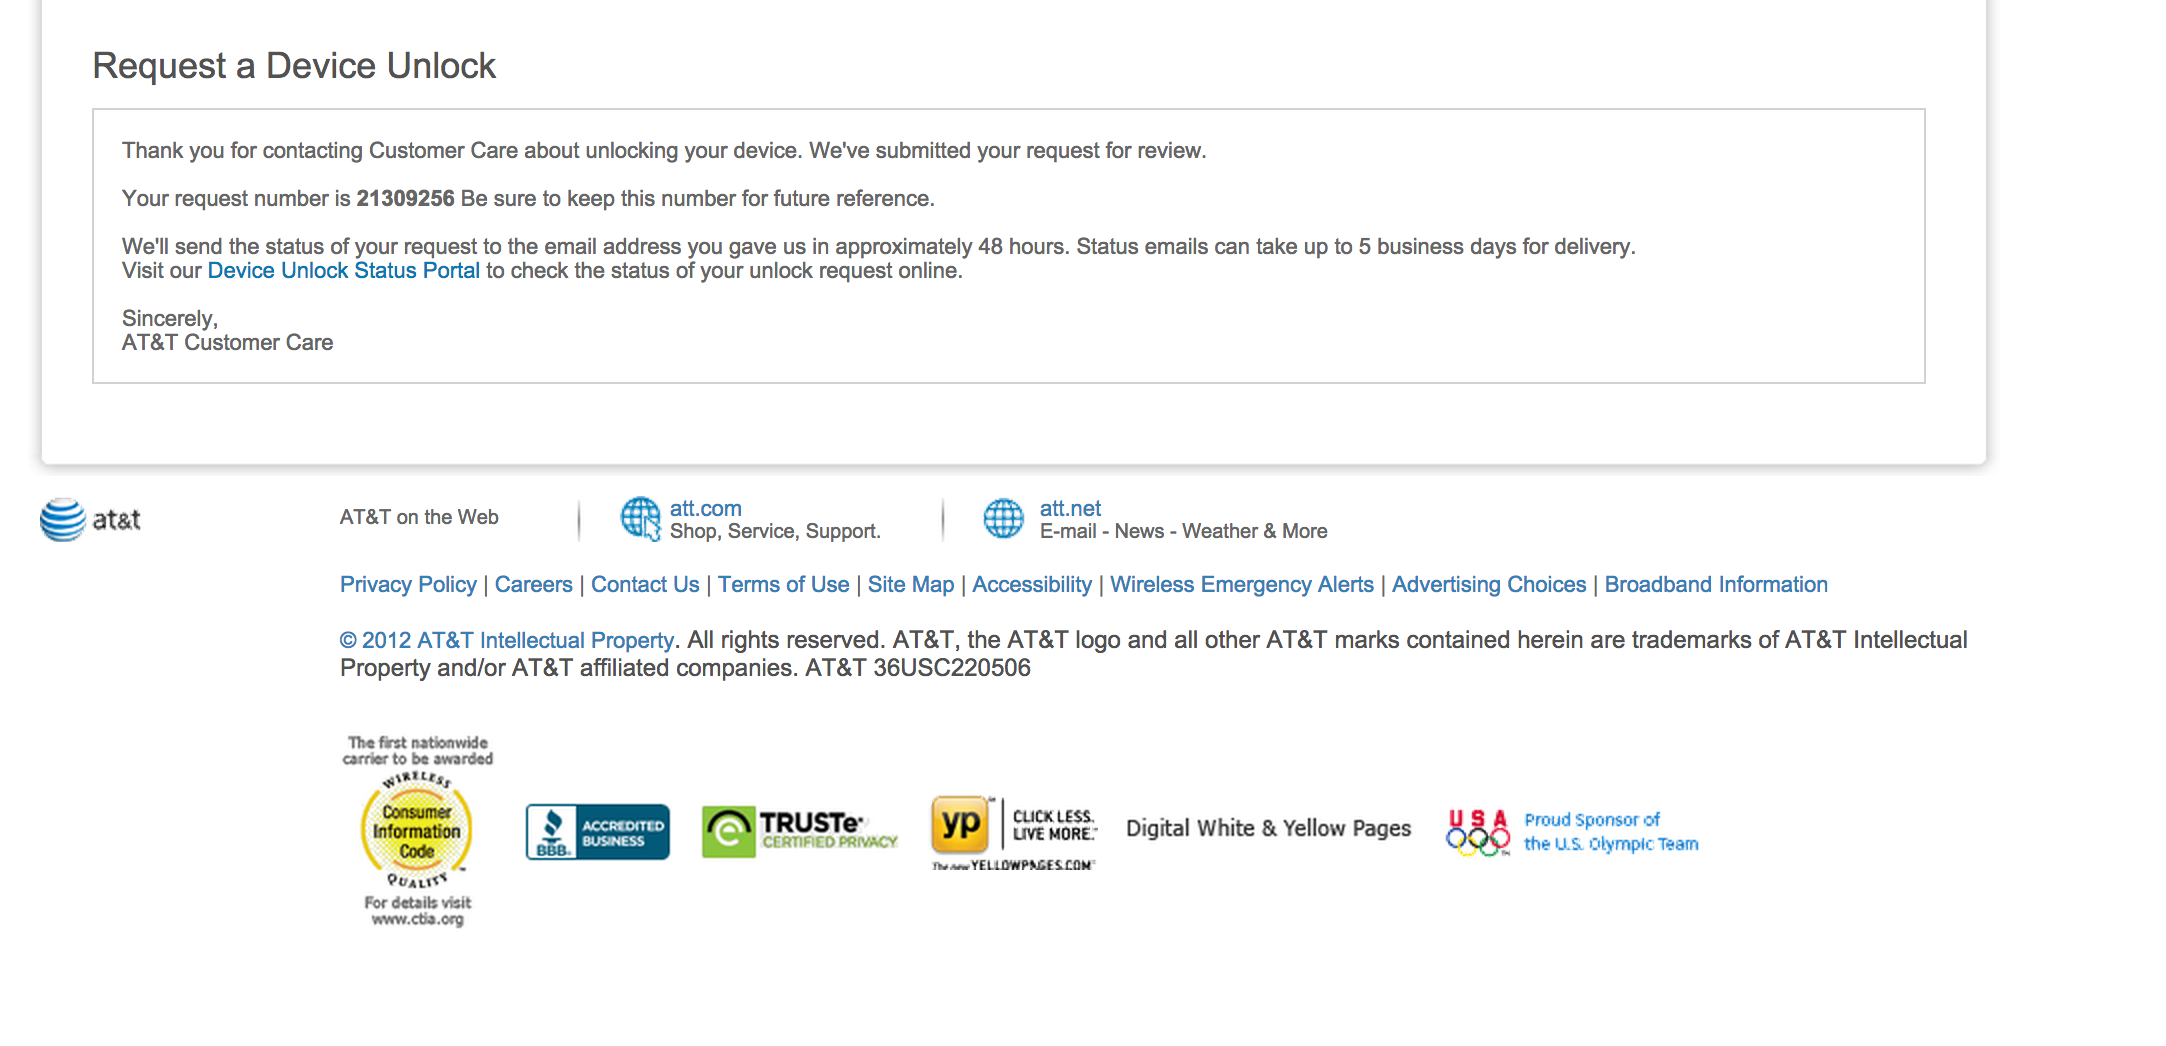 Request a Device Unlock
Thank you for contacting Customer Care about unlocking your device. We've submitted your request for review.
Your request number is 21309256 Be sure to keep this number for future reference.
We'll send the status of your request to the email address you gave us in approximately 48 hours. Status emails can take up to 5 business days for delivery.
Visit our Device Unlock Status Portal to check the status of your unlock request online.
Sincerely,
AT&T Customer Care
at&t
AT&T on the Web
att.com
Shop, Service, Support.
att.net
E-mail - News - Weather & More
Privacy Policy | Careers | Contact Us | Terms of Use | Site Map | Accessibility | Wireless Emergency Alerts | Advertising Choices | Broadband Information
© 2012 AT&T Intellectual Property. All rights reserved. AT&T, the AT&T logo and all other AT&T marks contained herein are trademarks of AT&T Intellectual
Property and/or AT&T affiliated companies. AT&T 36USC220506
The first nationwide
carrier to be awarded
WIRELESS
Consumer
Information
Code
QUALITY
For details visit
www.ctia.org
BBB.
ACCREDITED
BUSINESS
TRUSTe
CERTIFIED PRIVACY
yp
CLICK LESS.
LIVE MORE.
The new YELLOWPAGES.COM
Digital White & Yellow Pages
USA
Proud Sponsor of
the U.S. Olympic Team